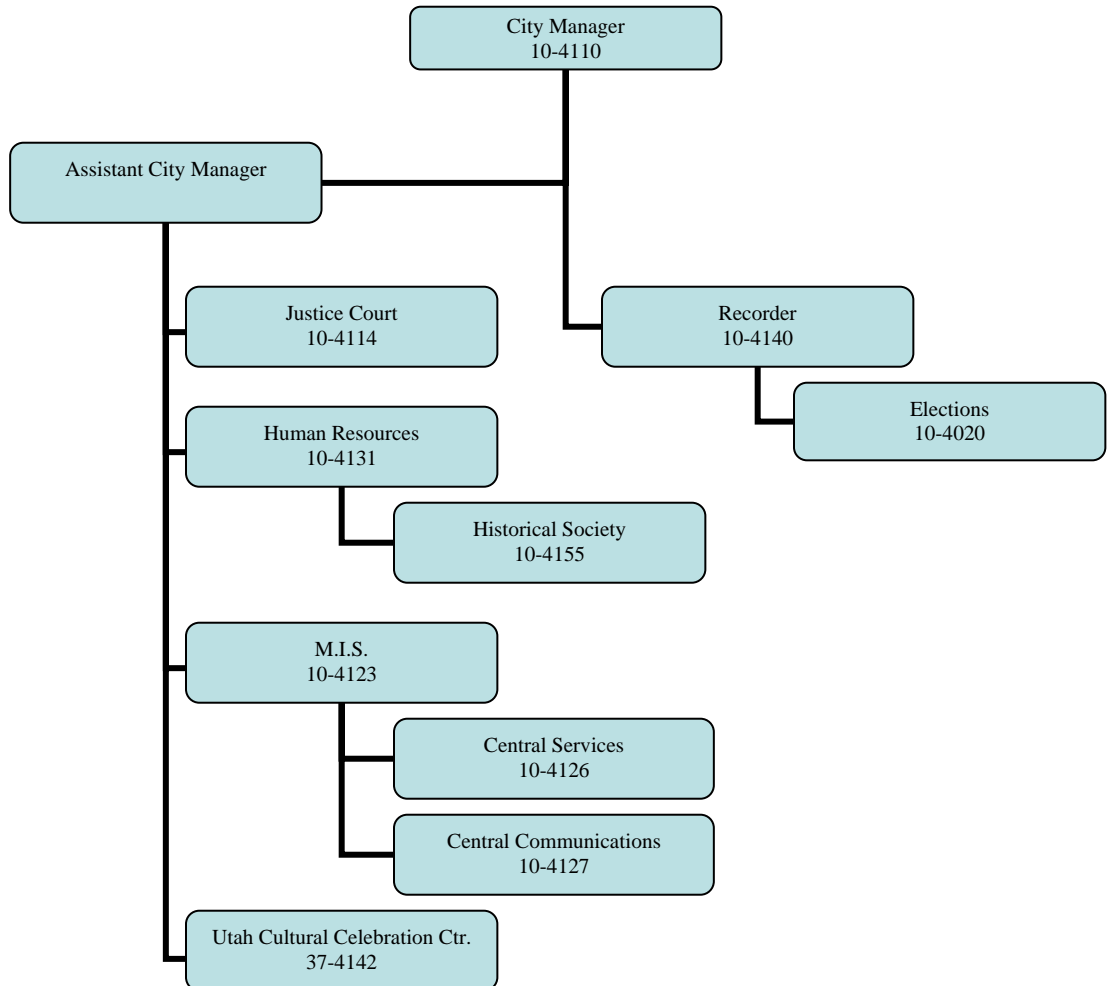 City Manager
10-4110
Assistant City Manager
Justice Court
10-4114
Recorder
10-4140
Elections
10-4020
Human Resources
10-4131
Historical Society
10-4155
M.I.S.
10-4123
Central Services
10-4126
Central Communications
10-4127
Utah Cultural Celebration Ctr.
37-4142